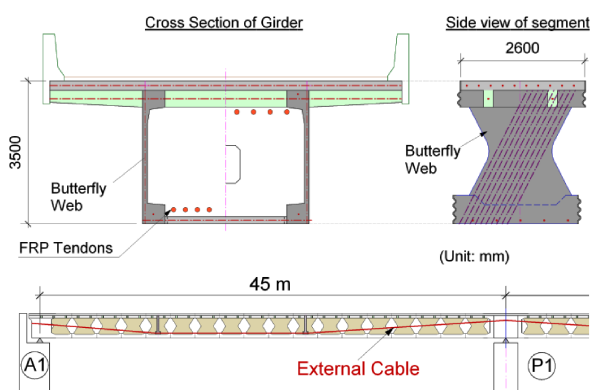 Cross Section of Girder
Side view of segment
2600
3500
Butterfly
Web
Butterfly
Web
FRP Tendons
(Unit: mm)
45 m
External Cable
A1
P1